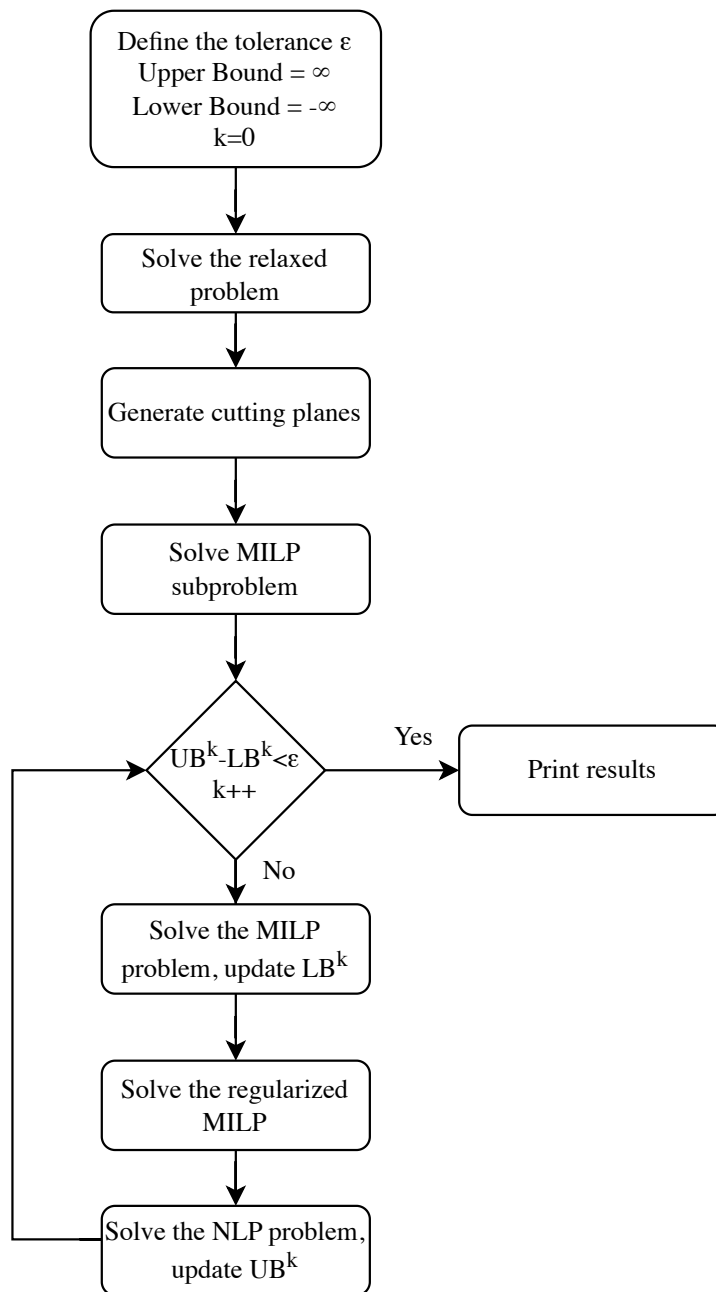 Define the tolerance ε
Upper Bound = ∞
Lower Bound = -∞
k=0
Solve the relaxed
problem
Generate cutting planes
Solve MILP
subproblem
UB^k-LB^k<ε
k++
Yes
Print results
No
Solve the MILP
problem, update LB^k
Solve the regularized
MILP
Solve the NLP problem,
update UB^k